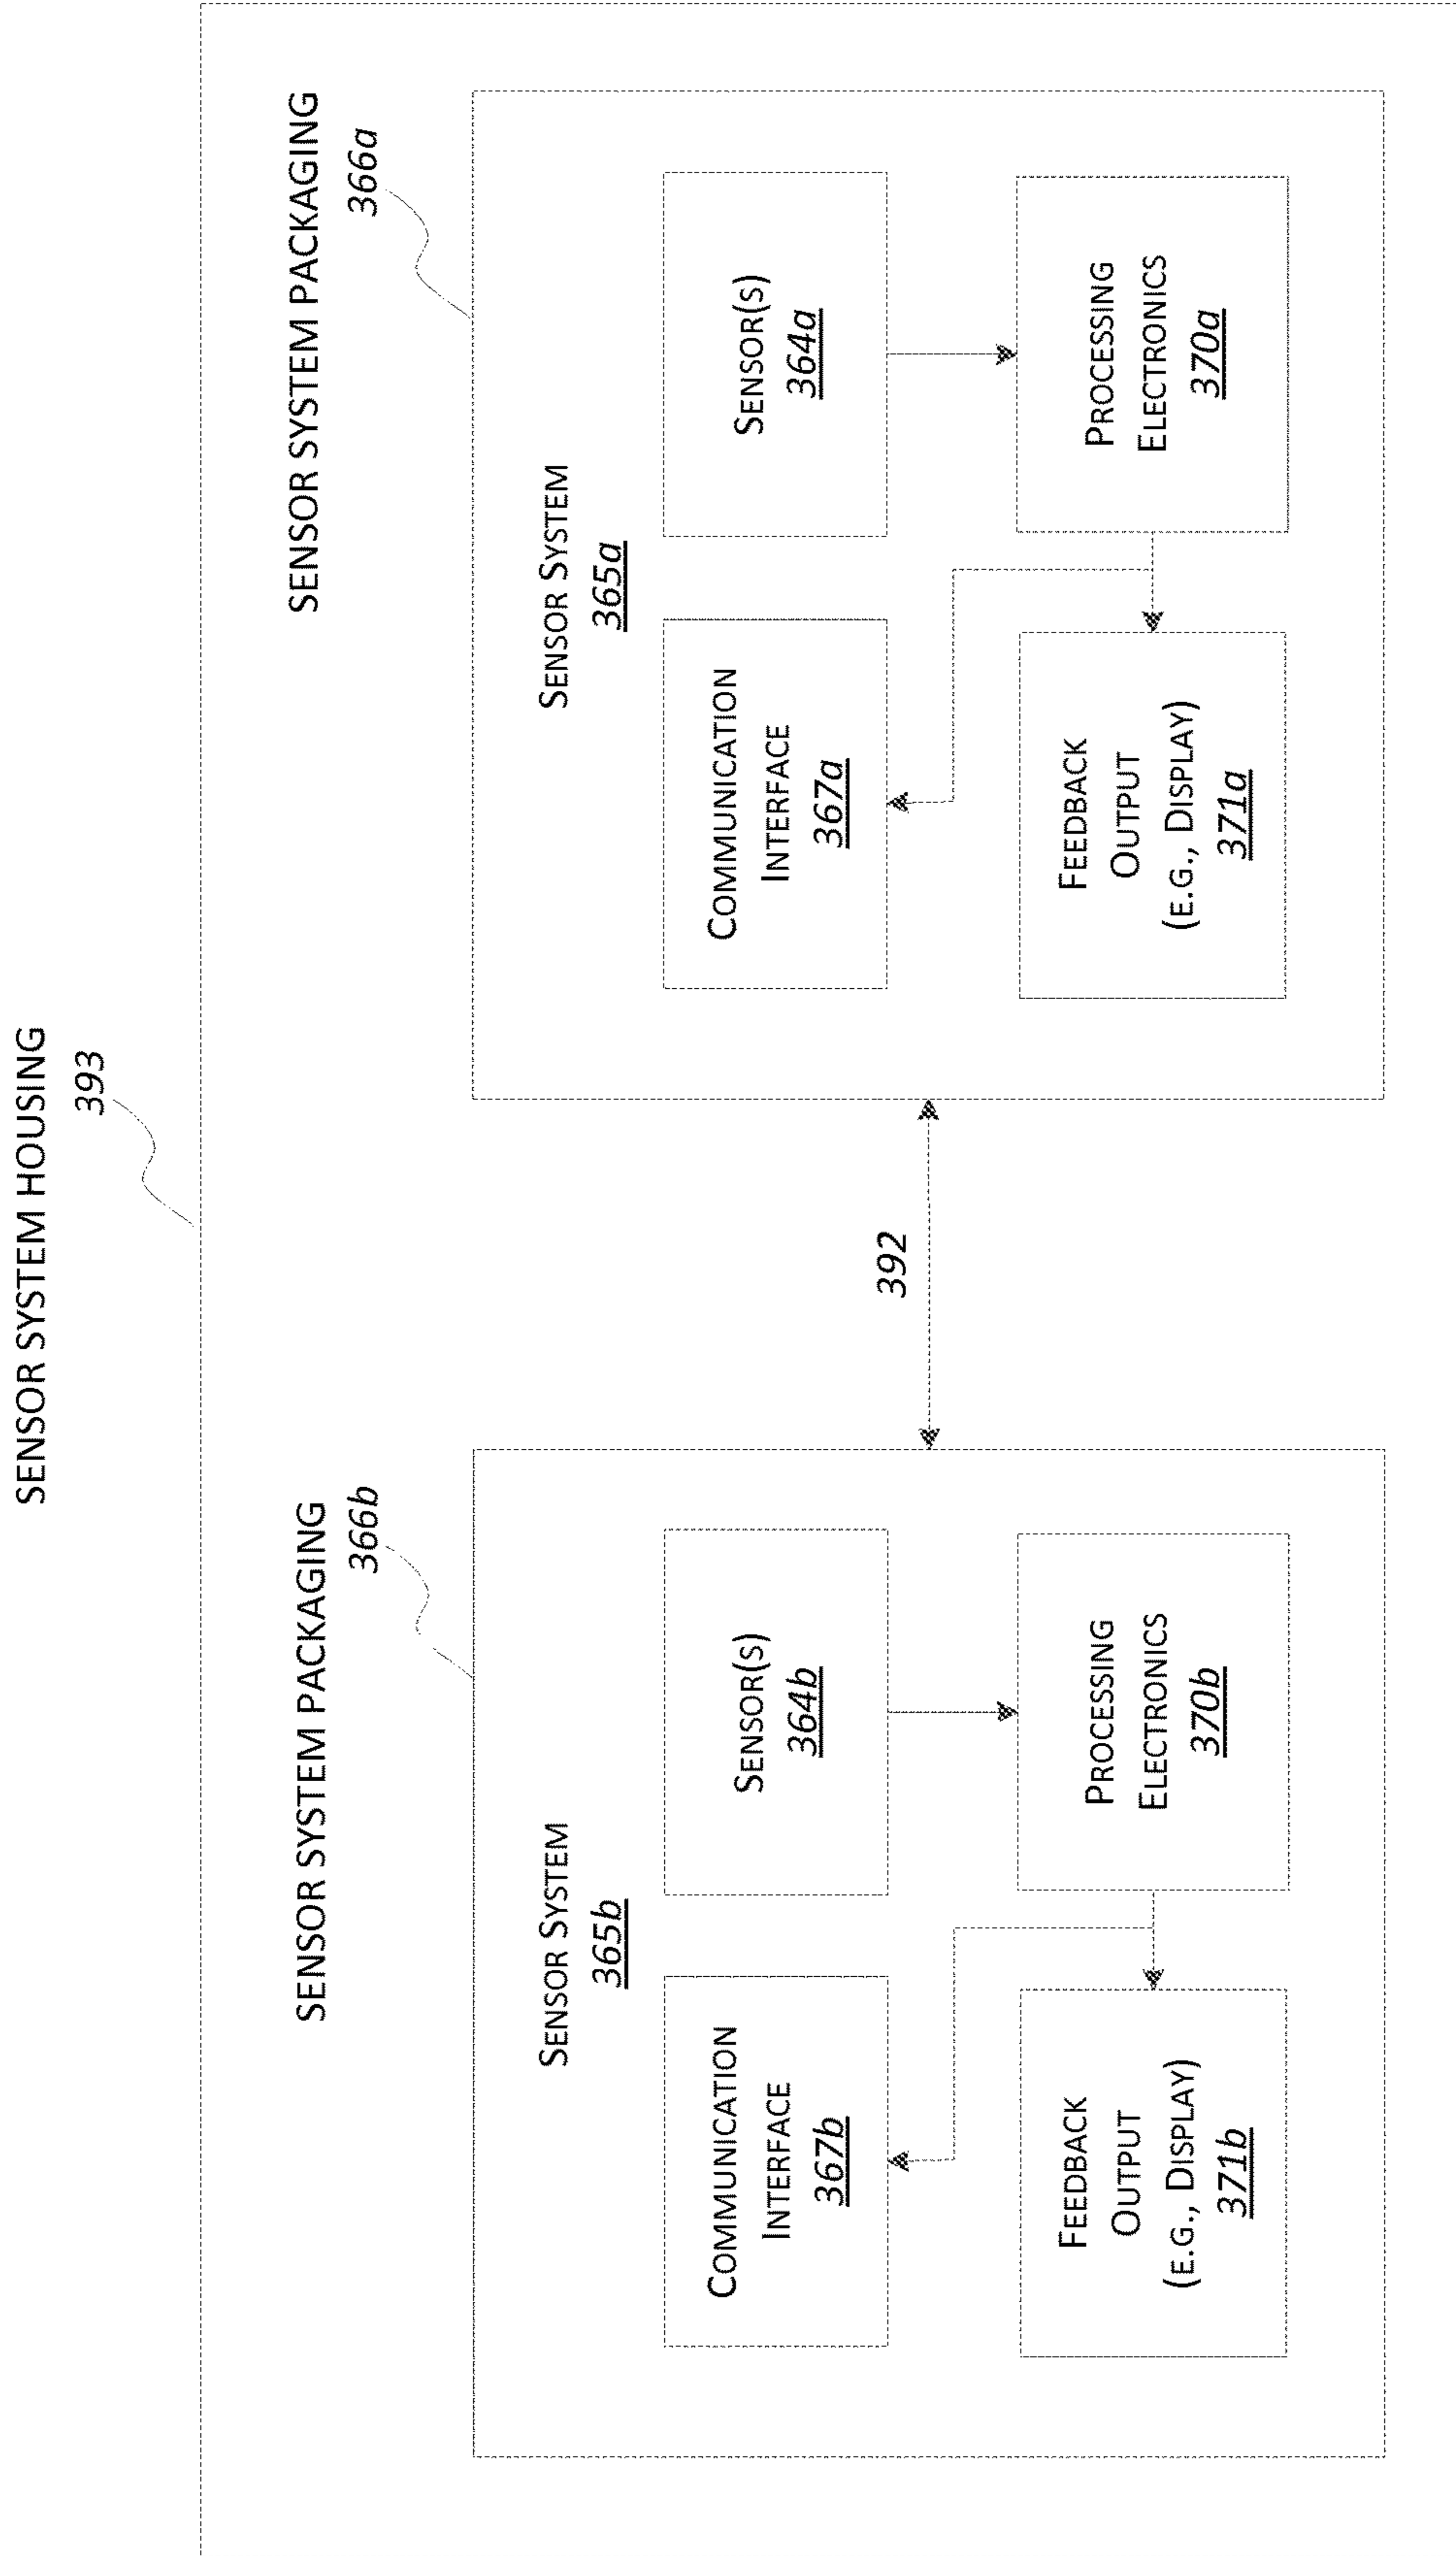 SENSOR SYSTEM HOUSING
393
SENSOR SYSTEM PACKAGING
366b
SENSOR SYSTEM
365b
COMMUNICATION
INTERFACE
367b
SENSOR(S)
364b
FEEDBACK
OUTPUT
(E.G., DISPLAY)
371b
PROCESSING
ELECTRONICS
370b
392
SENSOR SYSTEM PACKAGING
366a
SENSOR SYSTEM
365a
COMMUNICATION
INTERFACE
367a
SENSOR(S)
364a
FEEDBACK
OUTPUT
(E.G., DISPLAY)
371a
PROCESSING
ELECTRONICS
370a